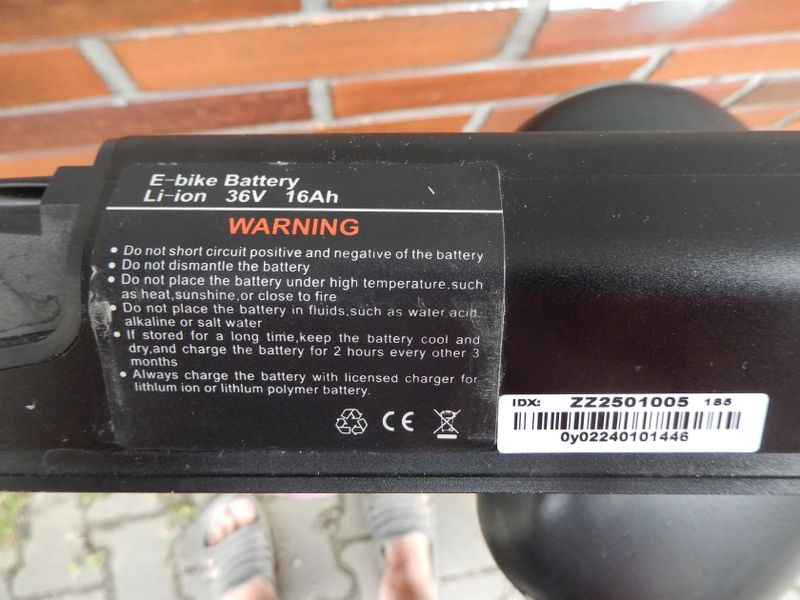 E-bike Battery
Li-ion 36V 16Ah
WARNING
• Do not short circuit positive and negative of the battery
• Do not dismantle the battery
• Do not place the battery under high temperature,such
as heat,sunshine,or close to fire
• Do not place the battery in fluids,such as water,acid,
alkaline or salt water
• If stored for a long time,keep the battery cool and
dry,and charge the battery for 2 hours every other 3
months
• Always charge the battery with licensed charger for
lithlum ion or lithlum polymer battery.
CE
IDX: ZZ2501005 185
0y02240101446